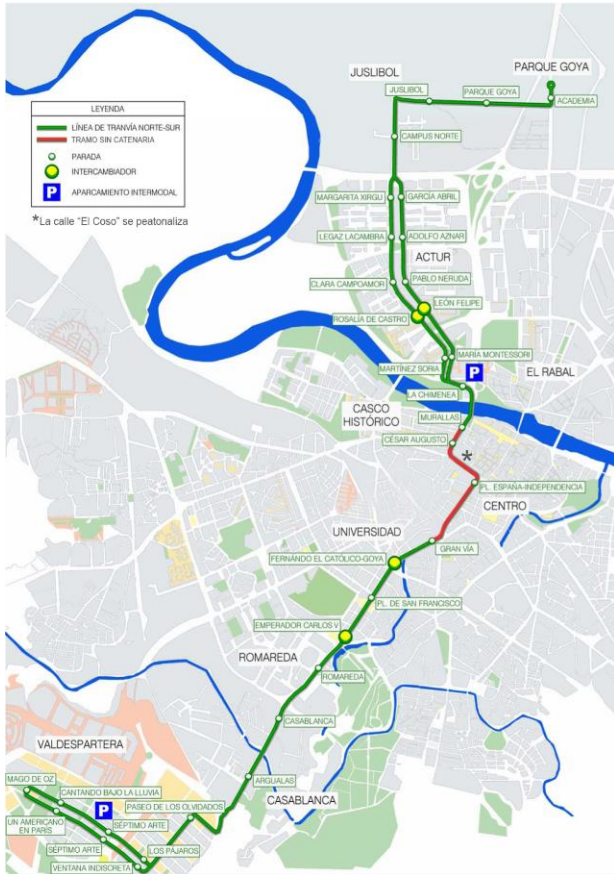 JUSLIBOL
PARQUE GOYA
JUSLIBOL
PARQUE GOYA
ACADEMIA
LEYENDA
LÍNEA DE TRANVÍA NORTE-SUR
TRAMO SIN CATENARIA
PARADA
INTERCAMBIADOR
P APARCAMIENTO INTERMODAL
*La calle "El Coso" se peatonaliza
CAMPUS NORTE
MARGARITA XIRGU
GARCÍA ABRIL
LEGAZ LACAMBRA
ADOLFO AZNAR
ACTUR
CLARA CAMPOAMOR
PABLO NERUDA
LEÓN FELIPE
ROSALÍA DE CASTRO
MARÍA MONTESSORI
MARTÍNEZ SORIA
P
EL RABAL
LA CHIMENEA
CASCO
HISTÓRICO
MURALLAS
CÉSAR AUGUSTO
*
PL. ESPAÑA-INDEPENDENCIA
CENTRO
UNIVERSIDAD
GRAN VÍA
FERNANDO EL CATÓLICO-GOYA
PL. DE SAN FRANCISCO
EMPERADOR CARLOS V
ROMAREDA
ROMAREDA
CASABLANCA
VALDESPARTERA
ARGUALAS
MAGO DE OZ
CANTANDO BAJO LA LLUVIA
P
PASEO DE LOS OLVIDADOS
CASABLANCA
UN AMERICANO
EN PARÍS
SÉPTIMO ARTE
SÉPTIMO ARTE
LOS PÁJAROS
VENTANA INDISCRETA